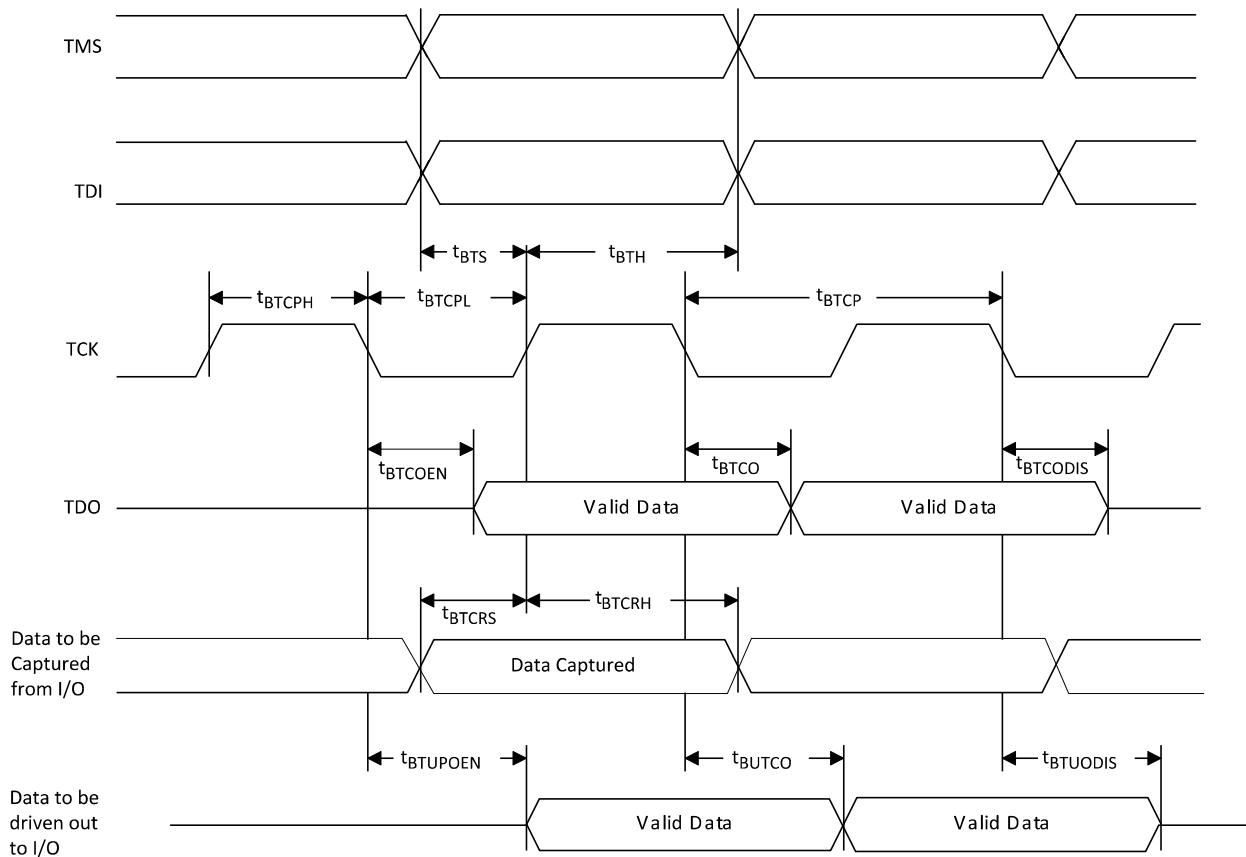 TMS
TDI
tBTS
tBTH
tBTCPH
tBTCPL
tBTCP
TCK
tBTCOEN
tBTCO
tBTCODIS
TDO
Valid Data
Valid Data
tBTCRS
tBTCRH
Data to be
Captured
from I/O
Data Captured
tBTUPOEN
tBUTCO
tBTUODIS
Data to be
driven out
to I/O
Valid Data
Valid Data